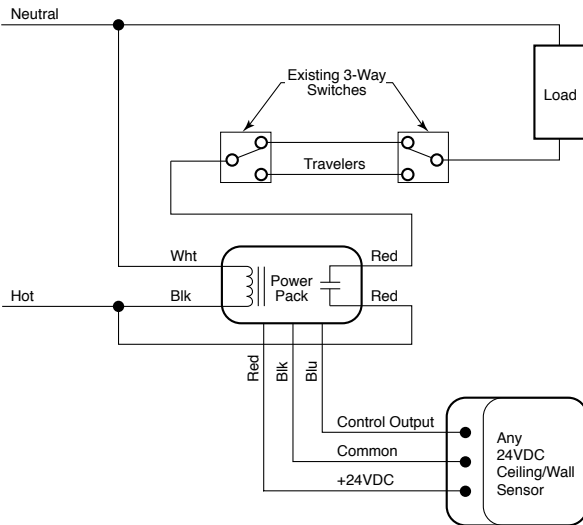 Neutral
Existing 3-Way
Switches
Load
Travelers
Wht
Red
Power
Pack
Hot
Blk
Red
Red
Blk
Blu
Control Output
Common
+24VDC
Any
24VDC
Ceiling/Wall
Sensor